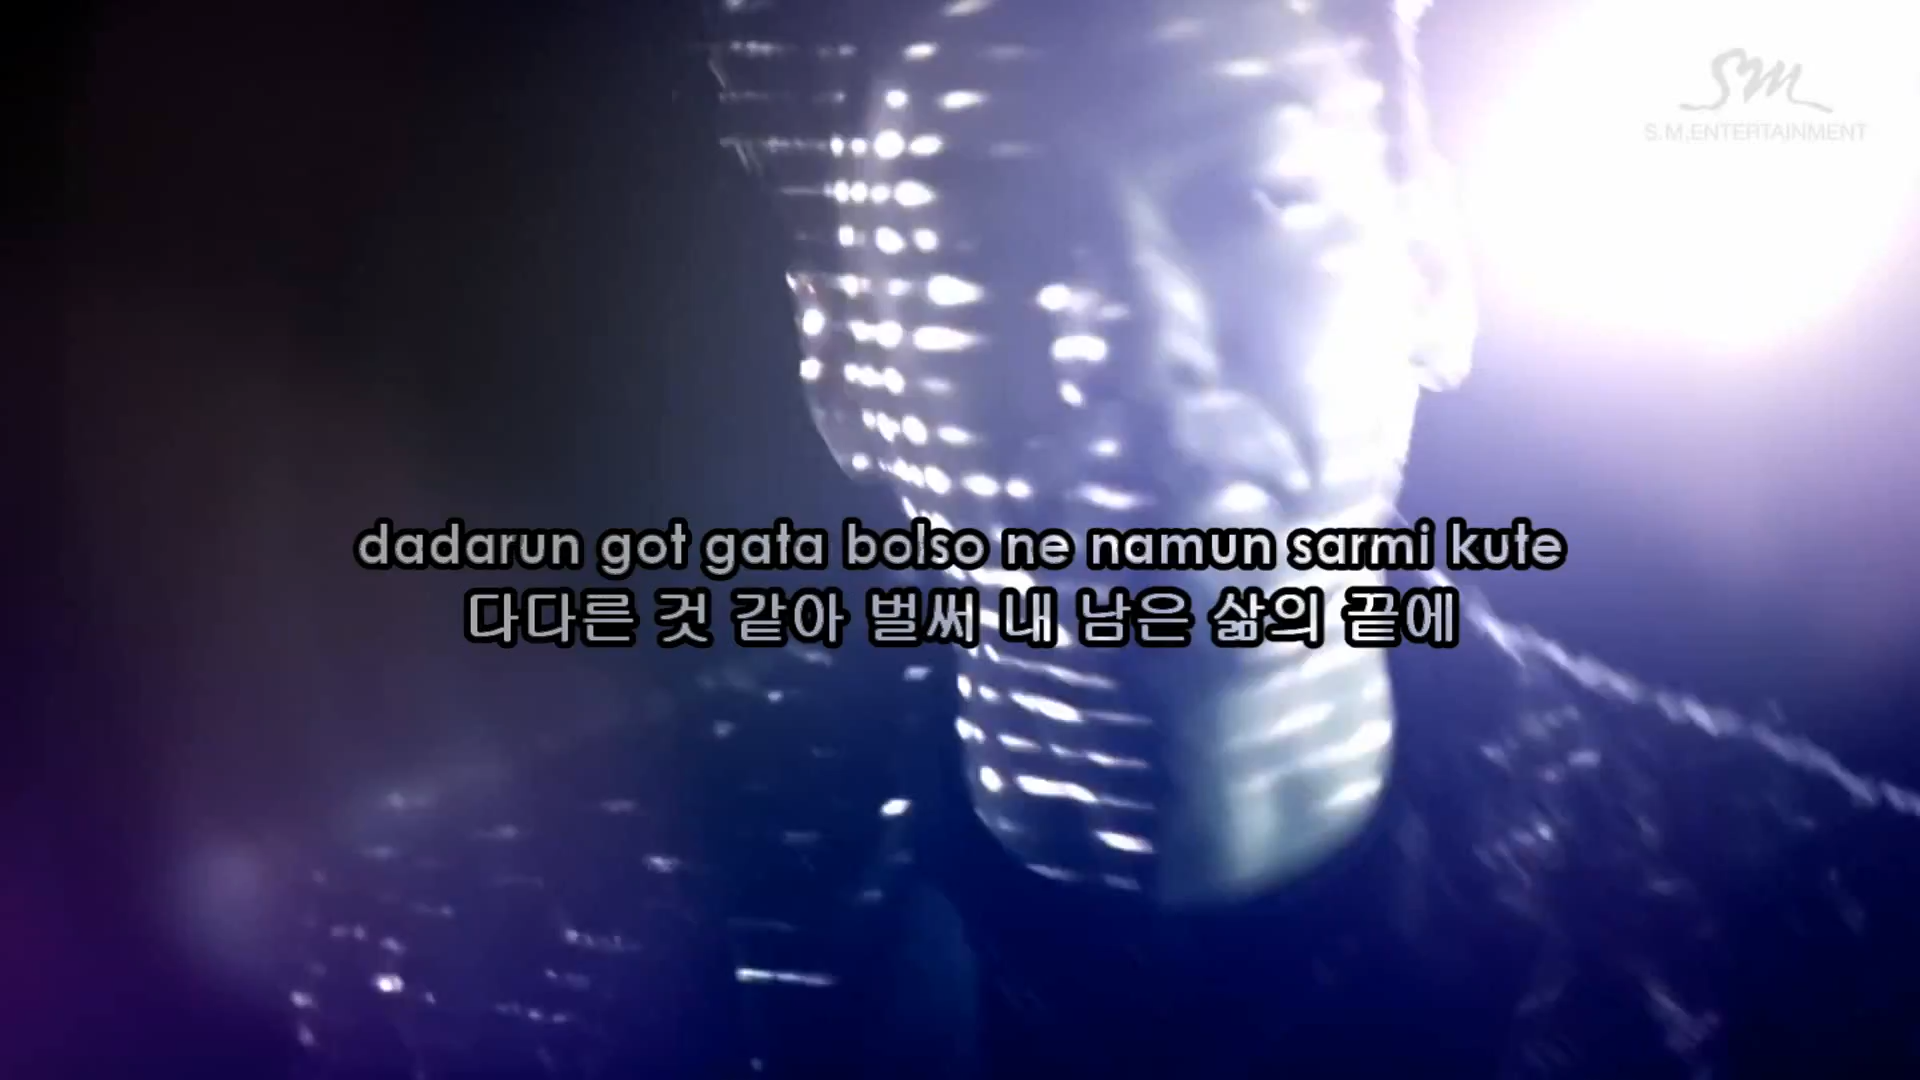 Sm
S.M.ENTERTAINMENT
dadarun got gata bolso ne namun sarmi kute
다다른 것 같아 벌써 내 남은 삶의 끝에